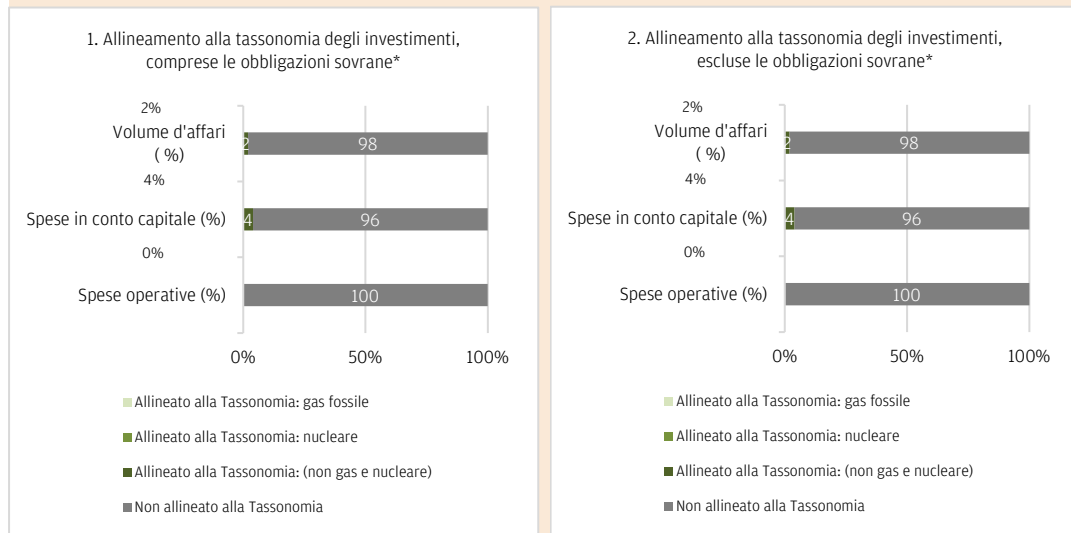 1. Allineamento alla tassonomia degli investimenti,
comprese le obbligazioni sovrane*
2%
Volume d'affari
( %)
2
98
4%
Spese in conto capitale (%)
4
96
0%
Spese operative (%)
100
0%
50%
100%
Allineato alla Tassonomia: gas fossile
Allineato alla Tassonomia: nucleare
Allineato alla Tassonomia: (non gas e nucleare)
Non allineato alla Tassonomia
2. Allineamento alla tassonomia degli investimenti,
escluse le obbligazioni sovrane*
2%
Volume d'affari
( %)
2
98
4%
Spese in conto capitale (%)
4
96
0%
Spese operative (%)
100
0%
50%
100%
Allineato alla Tassonomia: gas fossile
Allineato alla Tassonomia: nucleare
Allineato alla Tassonomia: (non gas e nucleare)
Non allineato alla Tassonomia